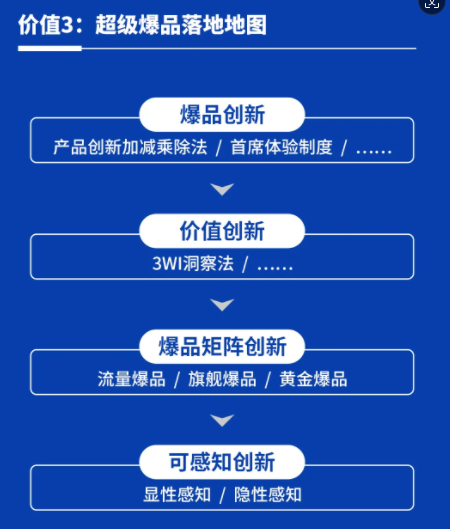 价值3：超级爆品落地地图
爆品创新
产品创新加减乘除法 / 首席体验制度 / ……
价值创新
3WI洞察法 / ……
爆品矩阵创新
流量爆品 / 旗舰爆品 / 黄金爆品
可感知创新
显性感知 / 隐性感知